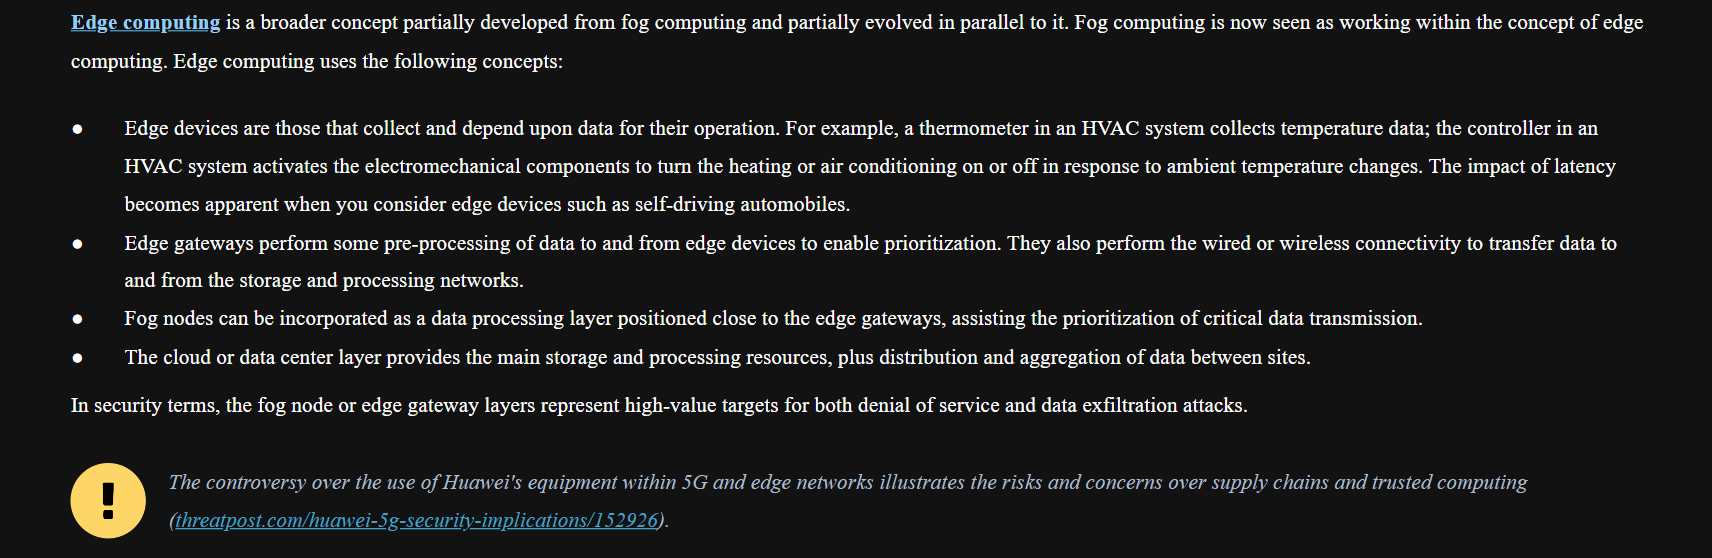 Edge computing is a broader concept partially developed from fog computing and partially evolved in parallel to it. Fog computing is now seen as working within the concept of edge
computing. Edge computing uses the following concepts:
● Edge devices are those that collect and depend upon data for their operation. For example, a thermometer in an HVAC system collects temperature data; the controller in an
HVAC system activates the electromechanical components to turn the heating or air conditioning on or off in response to ambient temperature changes. The impact of latency
becomes apparent when you consider edge devices such as self-driving automobiles.
● Edge gateways perform some pre-processing of data to and from edge devices to enable prioritization. They also perform the wired or wireless connectivity to transfer data to
and from the storage and processing networks.
● Fog nodes can be incorporated as a data processing layer positioned close to the edge gateways, assisting the prioritization of critical data transmission.
● The cloud or data center layer provides the main storage and processing resources, plus distribution and aggregation of data between sites.
In security terms, the fog node or edge gateway layers represent high-value targets for both denial of service and data exfiltration attacks.
! The controversy over the use of Huawei's equipment within 5G and edge networks illustrates the risks and concerns over supply chains and trusted computing
(threatpost.com/huawei-5g-security-implications/152926).